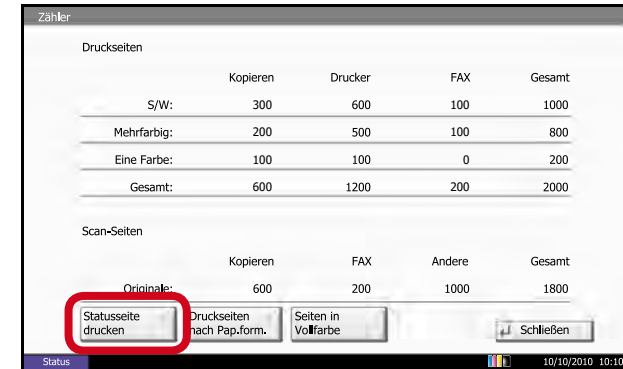 Zähler
Druckseiten
Kopieren Drucker FAX Gesamt
S/W: 300 600 100 1000
Mehrfarbig: 200 500 100 800
Eine Farbe: 100 100 0 200
Gesamt: 600 1200 200 2000
Scan-Seiten
Kopieren FAX Andere Gesamt
Originale: 600 200 1000 1800
Statusseite drucken
Druckseiten nach Pap.form.
Seiten in Vollfarbe
Schließen
Status 10/10/2010 10:10